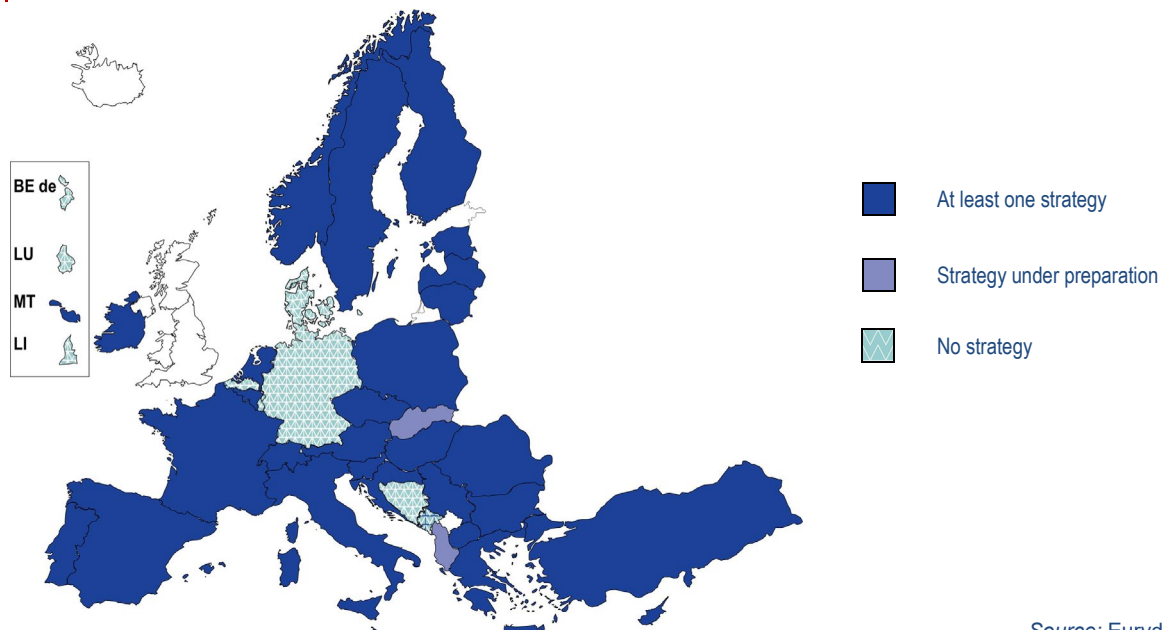 BE de
LU
MT
LI
At least one strategy
Strategy under preparation
No strategy
Source: